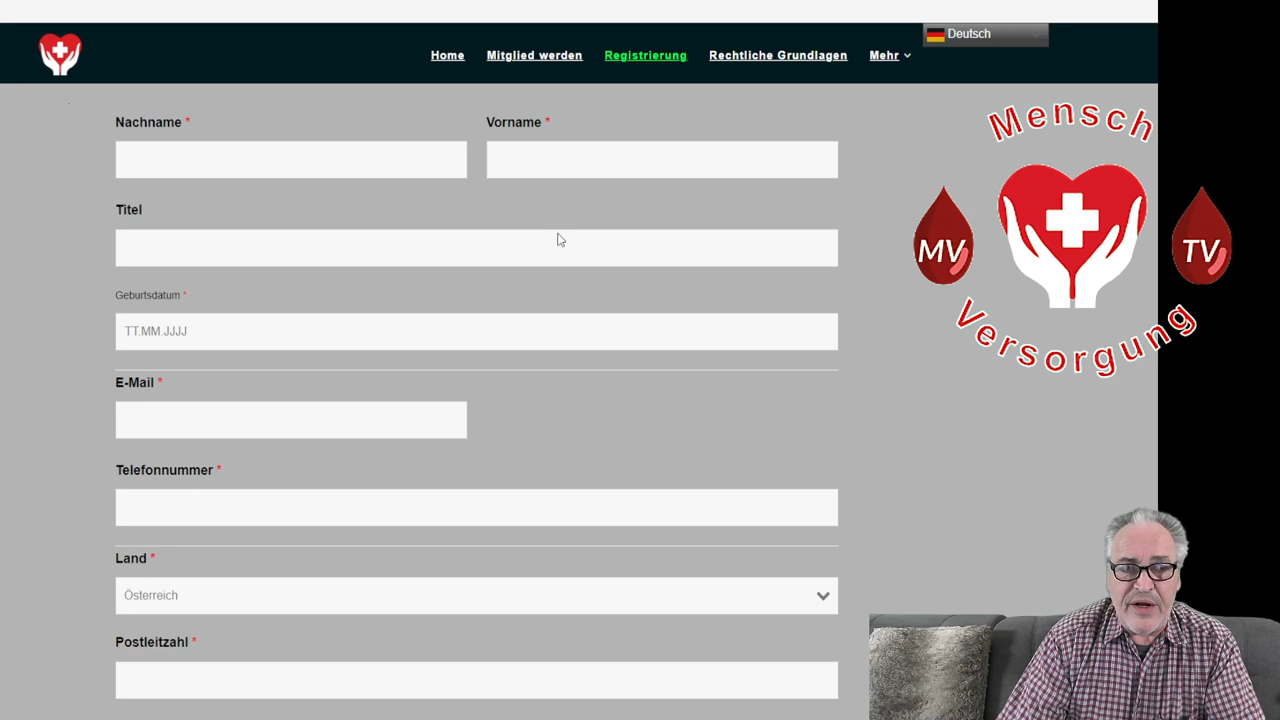 Home Mitglied werden Registrierung Rechtliche Grundlagen Mehr
Deutsch
Nachname * Vorname *
Titel
Geburtsdatum *
TT.MM.JJJJ
E-Mail *
Telefonnummer *
Land *
Österreich
Postleitzahl *
Mensch
MV TV
Versorgung